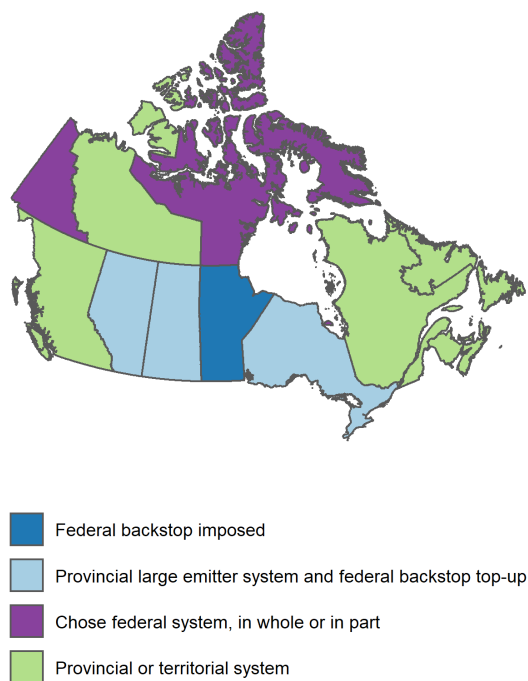 Federal backstop imposed
Provincial large emitter system and federal backstop top-up
Chose federal system, in whole or in part
Provincial or territorial system